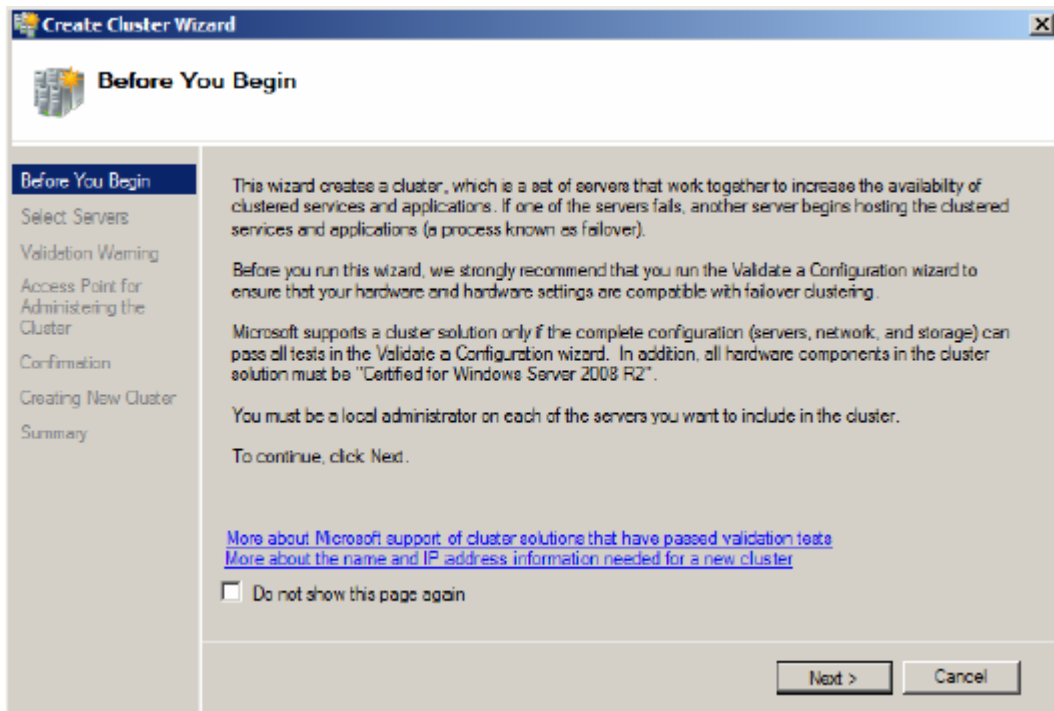 Create Cluster Wizard
Before You Begin
Before You Begin
Select Servers
Validation Warning
Access Point for
Administering the
Cluster
Confirmation
Creating New Cluster
Summary
This wizard creates a cluster, which is a set of servers that work together to increase the availability of
clustered services and applications. If one of the servers fails, another server begins hosting the clustered
services and applications (a process known as failover).
Before you run this wizard, we strongly recommend that you run the Validate a Configuration wizard to
ensure that your hardware and hardware settings are compatible with failover clustering.
Microsoft supports a cluster solution only if the complete configuration (servers, network, and storage) can
pass all tests in the Validate a Configuration wizard. In addition, all hardware components in the cluster
solution must be "Certified for Windows Server 2008 R2".
You must be a local administrator on each of the servers you want to include in the cluster.
To continue, click Next.
More about Microsoft support of cluster solutions that have passed validation tests
More about the name and IP address information needed for a new cluster
Do not show this page again
Next >
Cancel